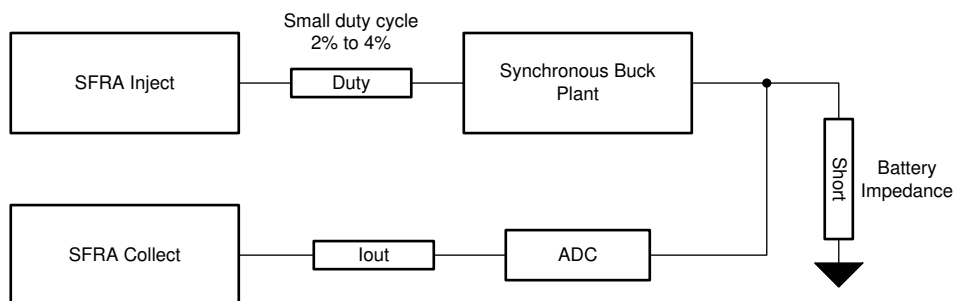 Small duty cycle
2% to 4%
SFRA Inject
Duty
Synchronous Buck
Plant
Short
Battery
Impedance
SFRA Collect
Iout
ADC